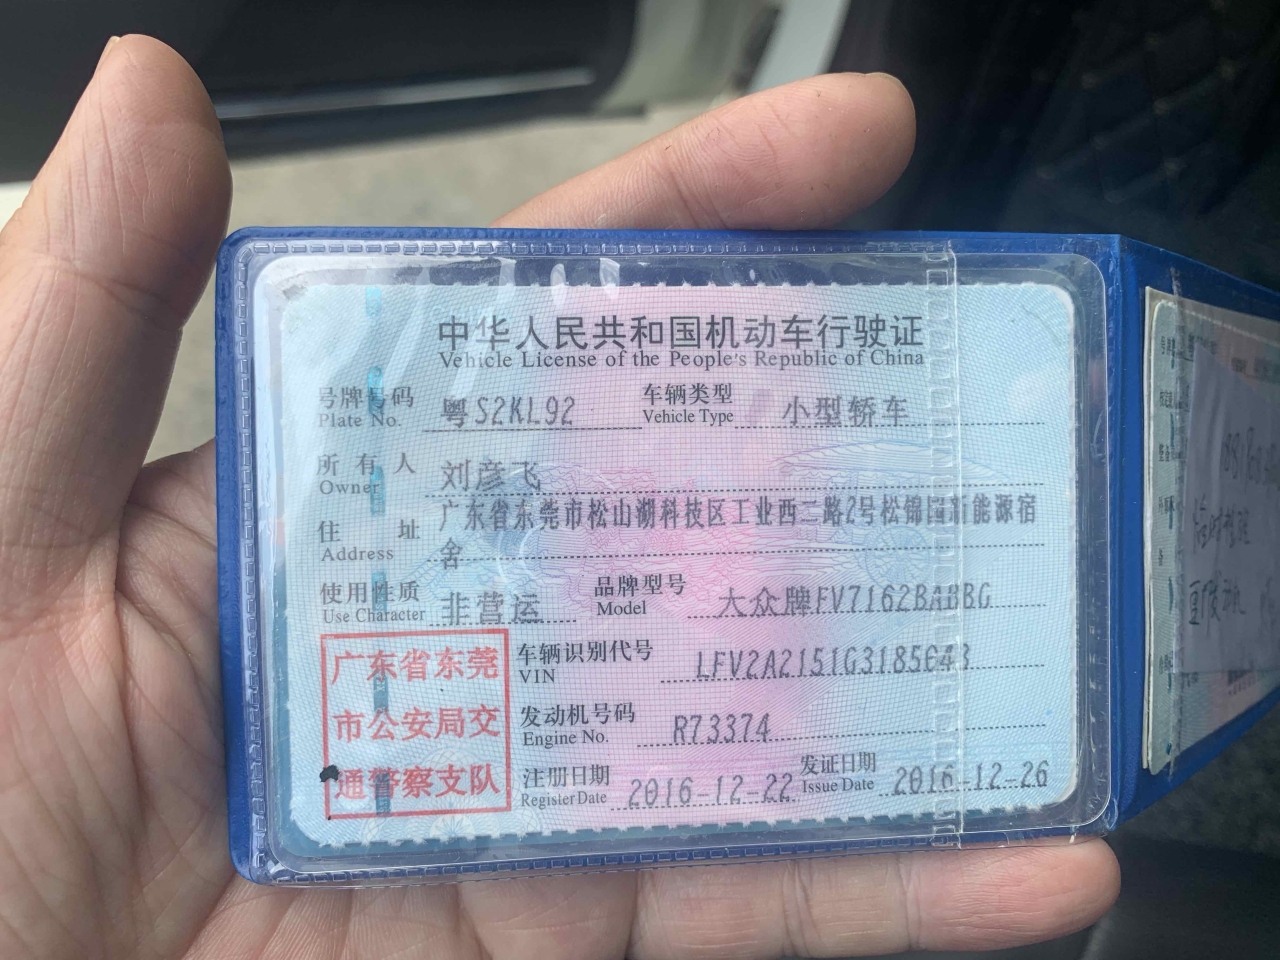 中华人民共和国机动车行驶证
Vehicle License of the People's Republic of China
号牌号码 粤S2KL92 车辆类型 小型轿车
Plate No. Vehicle Type
所有人 刘彦飞
Owner
住址 广东省东莞市松山湖科技区工业西三路2号松锦国新能源宿
Address 舍
使用性质 非营运 品牌型号 大众牌FV7162BABBG
Use Character Model
广东省东莞
市公安局交
通警察支队
车辆识别代号 LFV2A2151G3185643
VIN
发动机号码 R73374
Engine No.
注册日期 2016-12-22 发证日期 2016-12-26
Register Date Issue Date